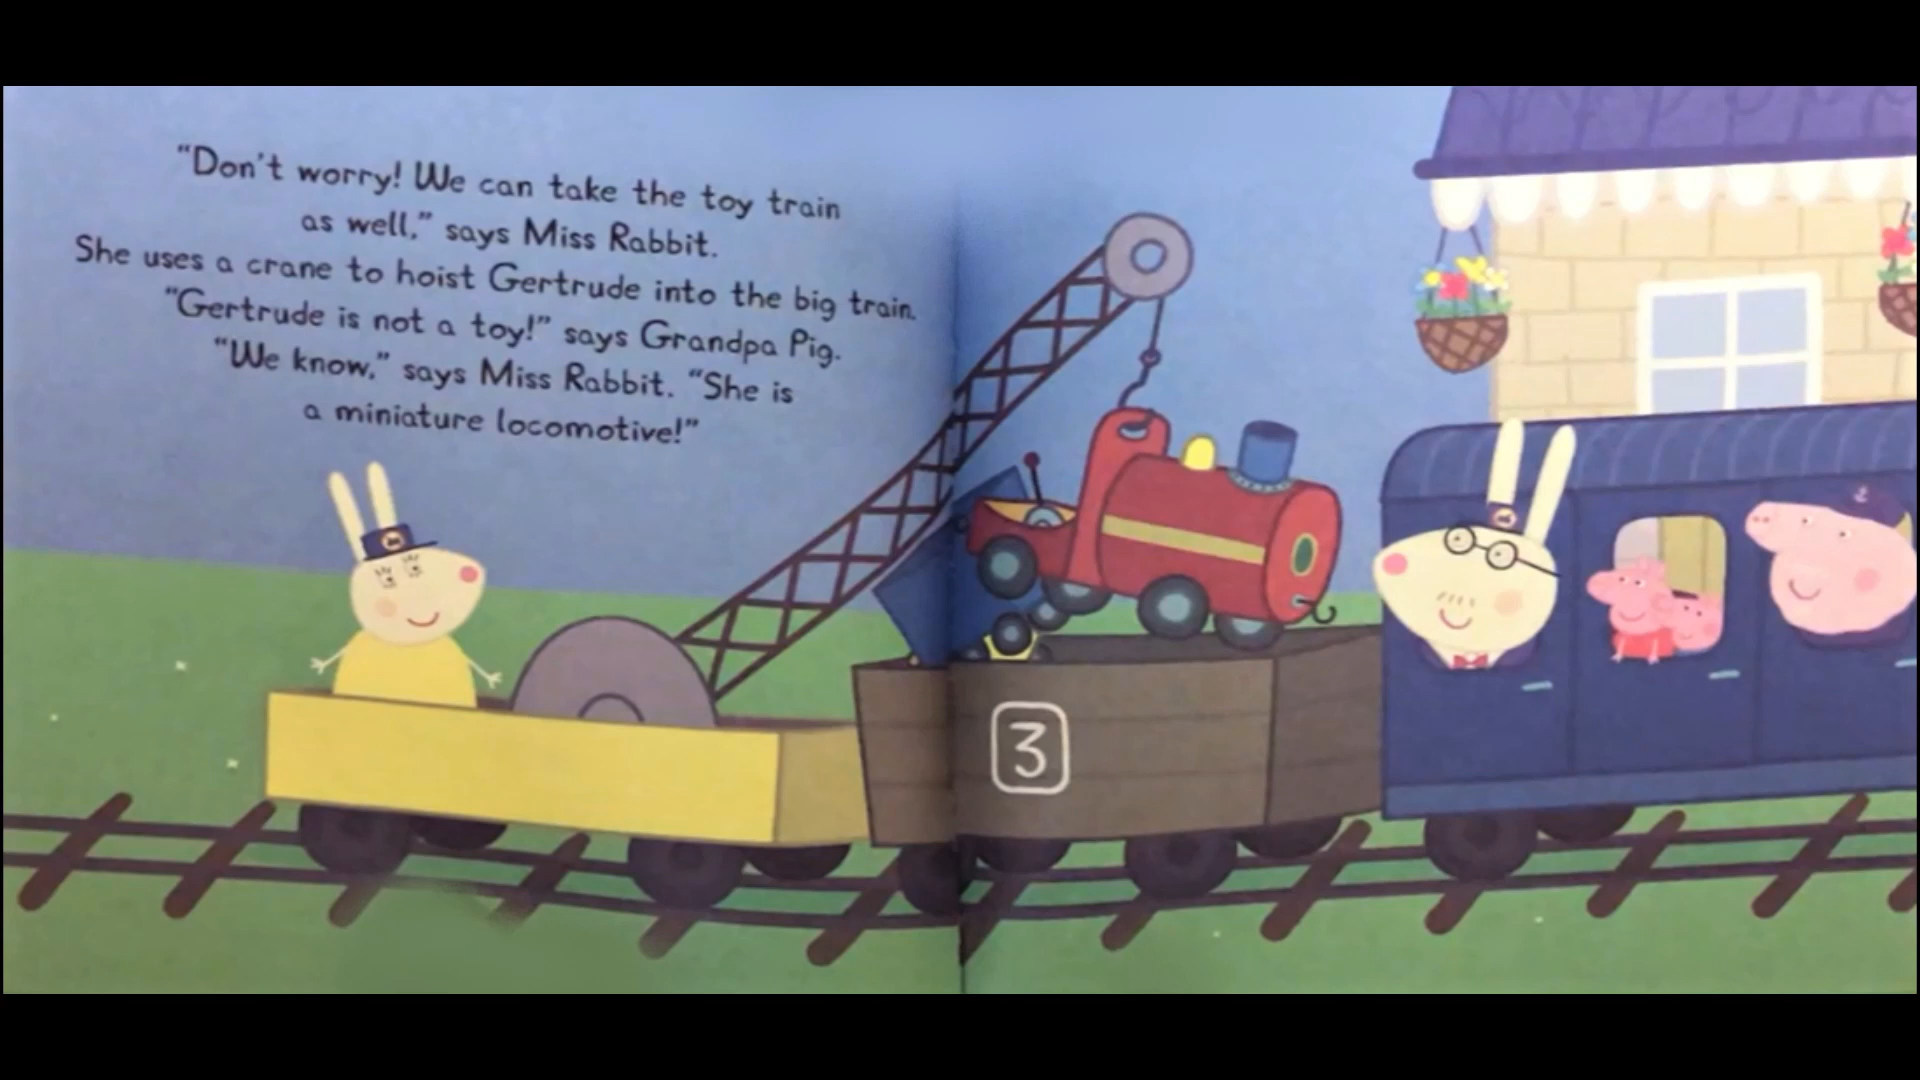 “Don't worry! We can take the toy train
as well,” says Miss Rabbit.
She uses a crane to hoist Gertrude into the big train.
“Gertrude is not a toy!” says Grandpa Pig.
“We know,” says Miss Rabbit. “She is
a miniature locomotive!”
3